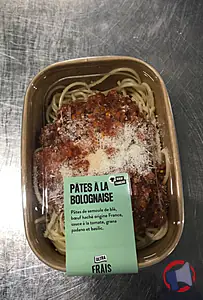 PÂTES À LA
BOLOGNAISE
Pâtes de semoule de blé,
bœuf haché origine France,
sauce à la tomate, grana
padano et basilic.
ULTRA
FRAIS